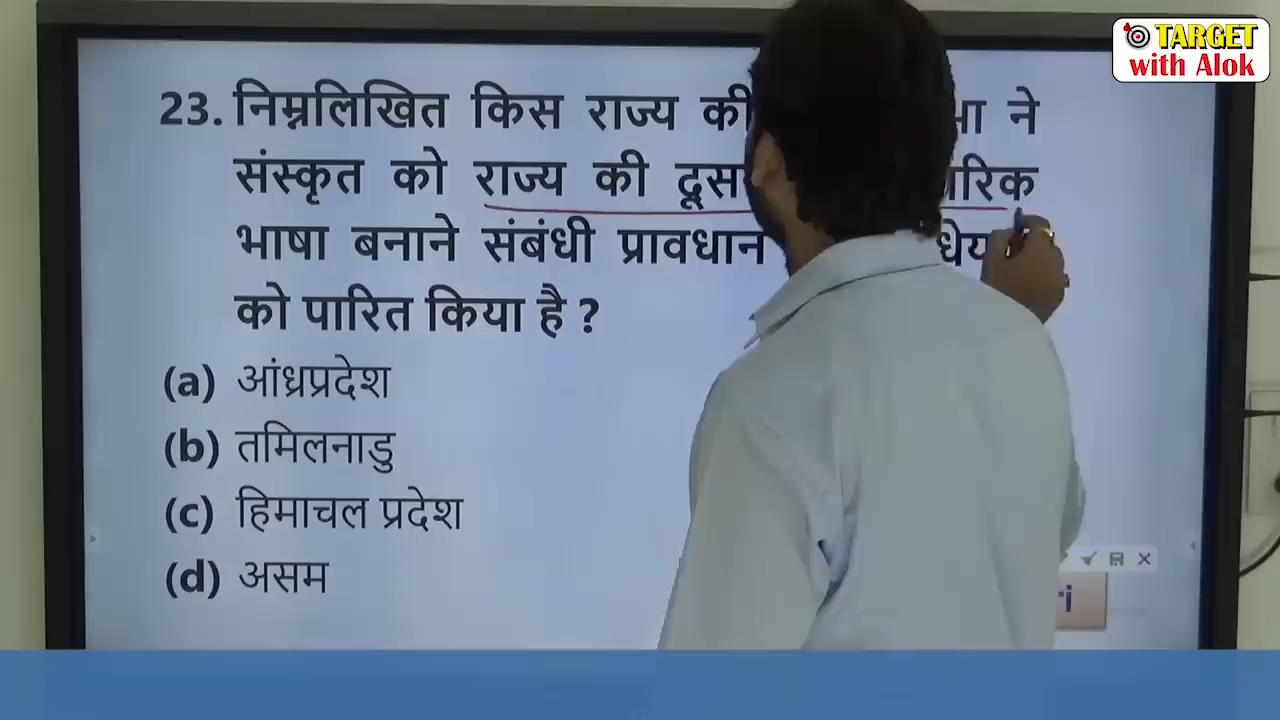 TARGET
with Alok
23. निम्नलिखित किस राज्य की ने
संस्कृत को राज्य की
भाषा बनाने संबंधी प्रावधान
को पारित किया है ?
(a) आंध्रप्रदेश
(b) तमिलनाडु
(c) हिमाचल प्रदेश
(d) असम